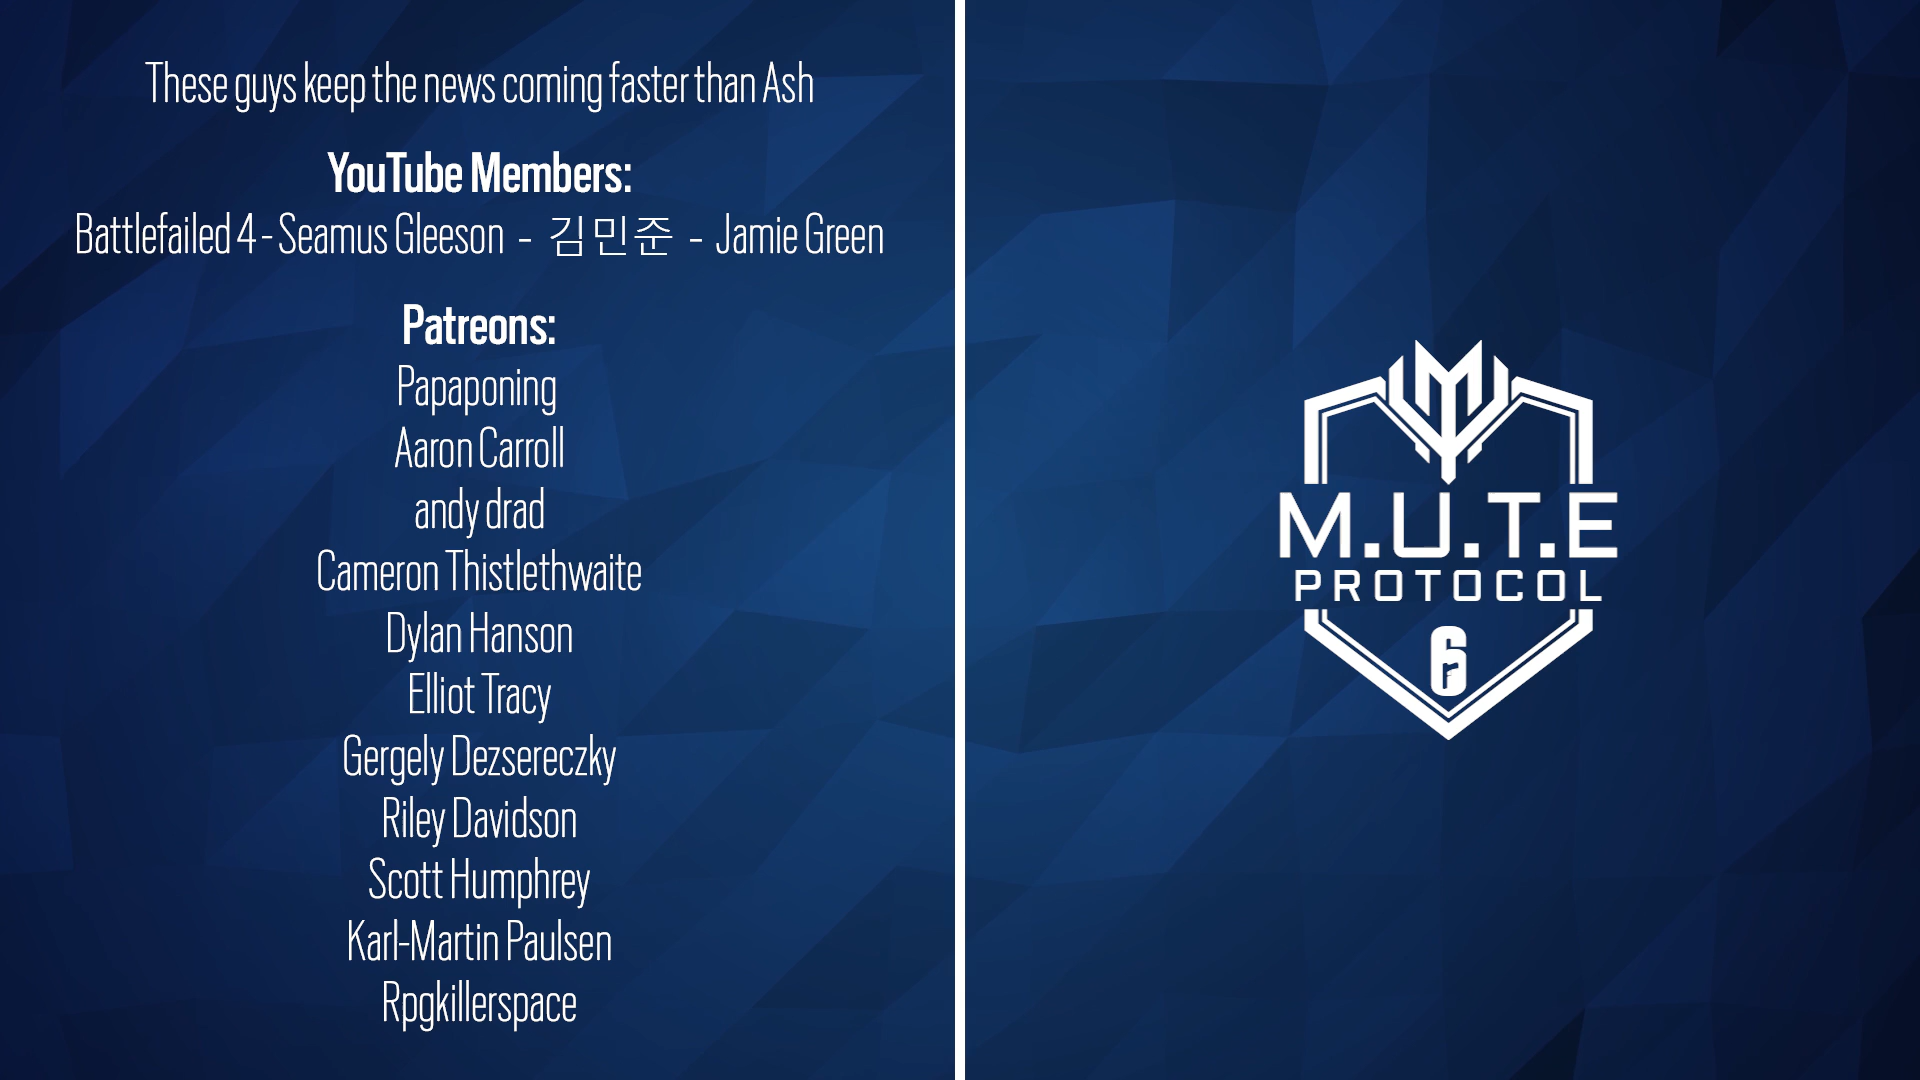 These guys keep the news coming faster than Ash
YouTube Members:
Battlefailed 4 - Seamus Gleeson - 김민준 - Jamie Green
Patreons:
Papaponing
Aaron Carroll
andy drad
Cameron Thistlethwaite
Dylan Hanson
Elliot Tracy
Gergely Dezsereczky
Riley Davidson
Scott Humphrey
Karl-Martin Paulsen
Rpgkillerspace
M.U.T.E
PROTOCOL
6